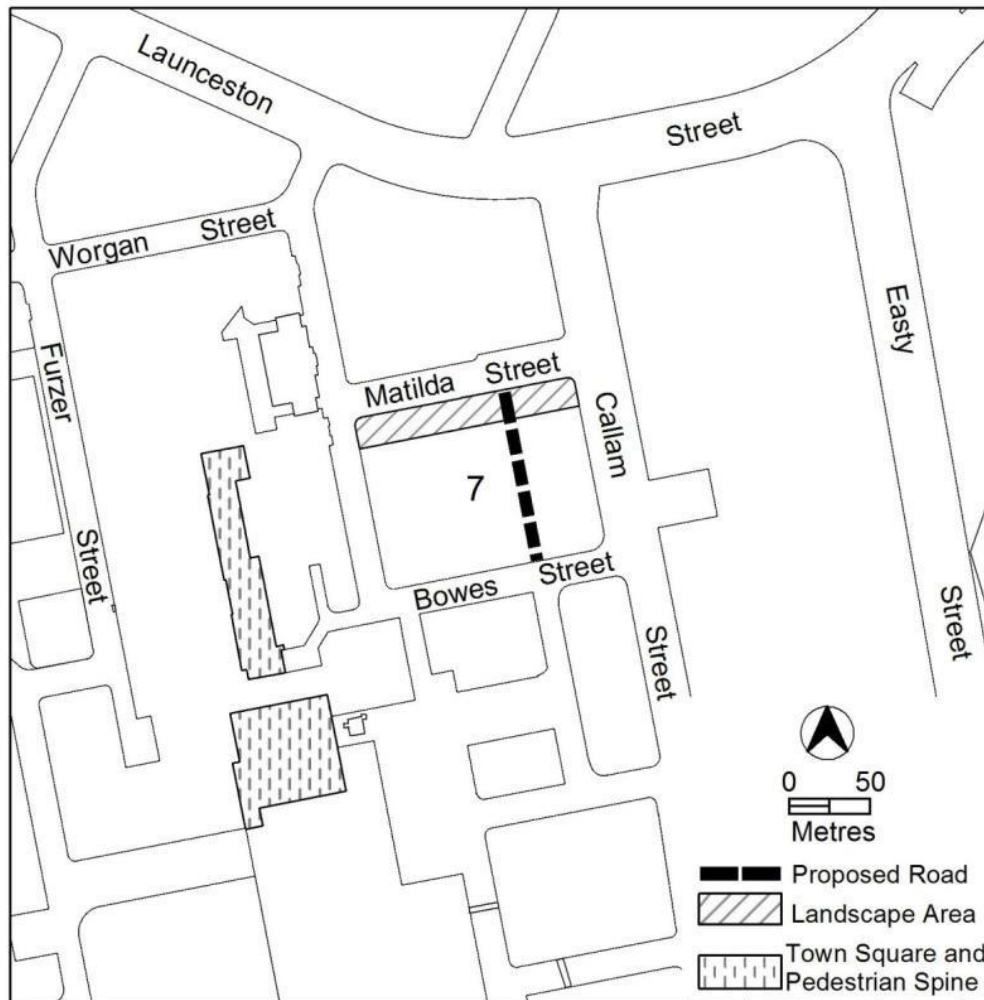 Launceston
Street
Worgan Street
Furzer
Street
Easty
Street
Matilda Street
Callam
Street
7
Bowes Street
0 50
Metres
Proposed Road
Landscape Area
Town Square and
Pedestrian Spine